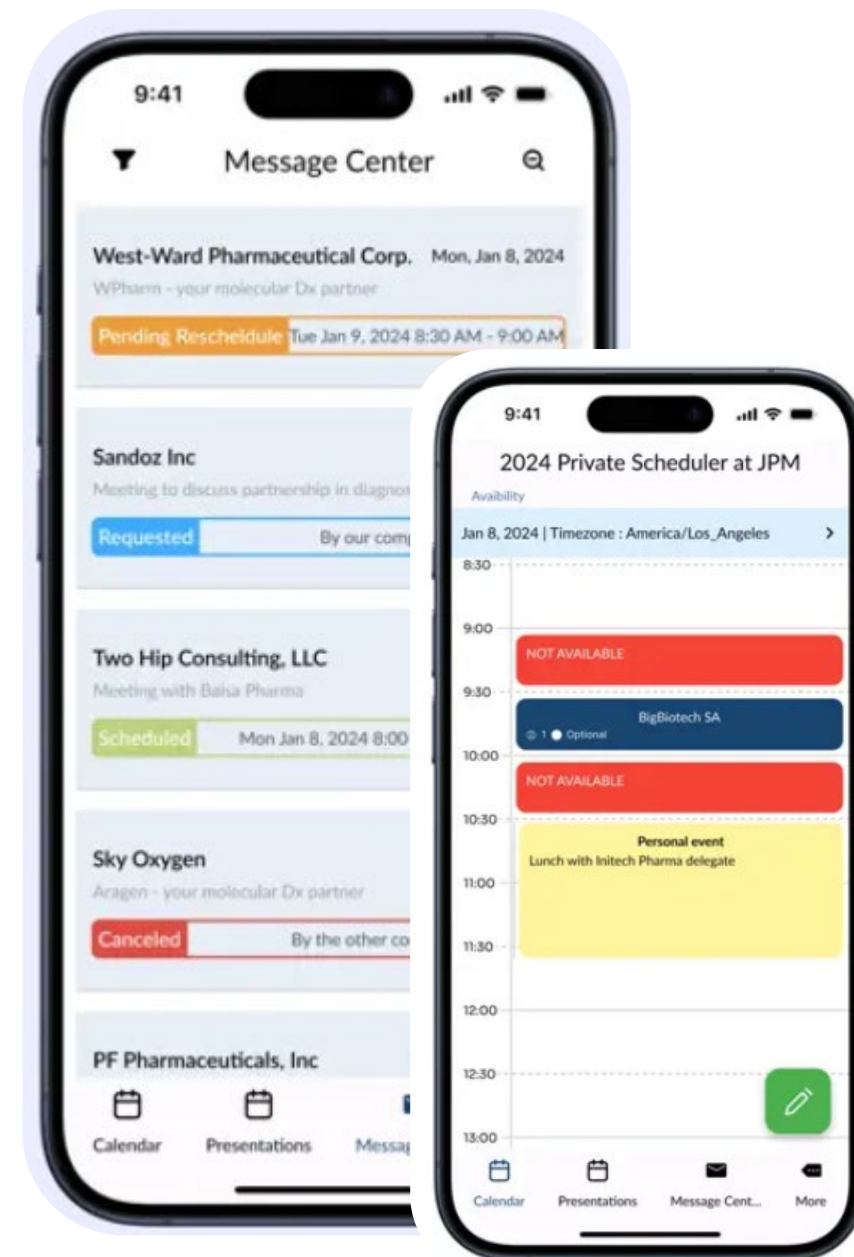 9:41
Message Center
West-Ward Pharmaceutical Corp. Mon, Jan 8, 2024
WPharm - your molecular Dx partner
Pending Rescheldule Tue Jan 9, 2024 8:30 AM - 9:00 AM
Sandoz Inc
Meeting to discuss partnership in diagnos
Requested By our comp
Two Hip Consulting, LLC
Meeting with Balsa Pharma
Scheduled Mon Jan 8, 2024 8:00
Sky Oxygen
Aragen - your molecular Dx partner
Canceled By the other co
PF Pharmaceuticals, Inc
Calendar Presentations Messag
9:41
2024 Private Scheduler at JPM
Avaibility
Jan 8, 2024 | Timezone : America/Los_Angeles
8:30
9:00
NOT AVAILABLE
9:30
BigBiotech SA
1 Optional
10:00
NOT AVAILABLE
10:30
Personal event
Lunch with Initech Pharma delegate
11:00
11:30
12:00
12:30
13:00
Calendar Presentations Message Cent... More